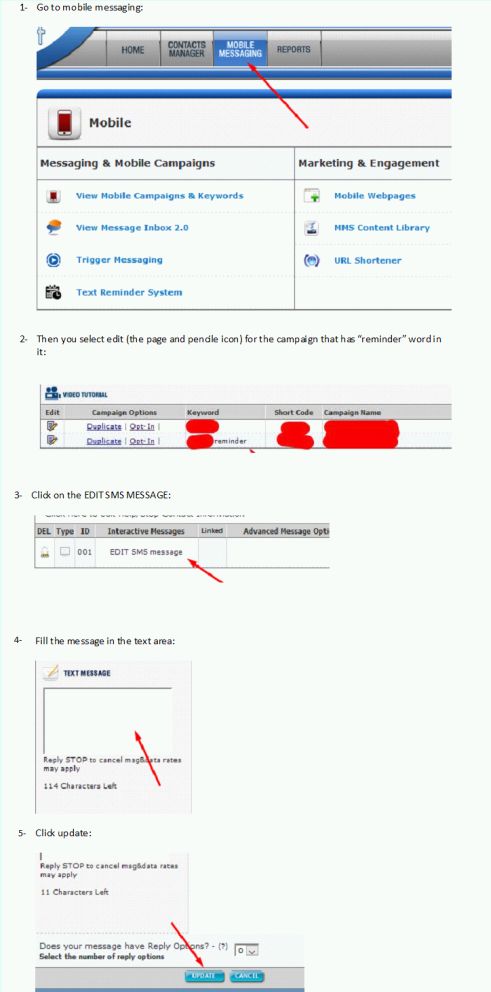 1- Go to mobile messaging:
HOME
CONTACTS MANAGER
MOBILE MESSAGING
REPORTS
Mobile
Messaging & Mobile Campaigns
Marketing & Engagement
View Mobile Campaigns & Keywords
Mobile Webpages
View Message Inbox 2.0
MMS Content Library
Trigger Messaging
URL Shortener
Text Reminder System
2- Then you select edit (the page and pencile icon) for the campaign that has "reminder" word in
it:
VIDEO TUTORIAL
Edit Campaign Options Keyword Short Code Campaign Name
Duplicate | Opt-In |
Duplicate | Opt-In | reminder
3- Click on the EDIT SMS MESSAGE:
DEL Type ID Interactive Messages Linked Advanced Message Opti
001 EDIT SMS message
4- Fill the message in the text area:
TEXT MESSAGE
Reply STOP to cancel msg&data rates
may apply
114 Characters Left
5- Click update:
Reply STOP to cancel msg&data rates
may apply
11 Characters Left
Does your message have Reply Options? - (?) 0
Select the number of reply options
UPDATE CANCEL